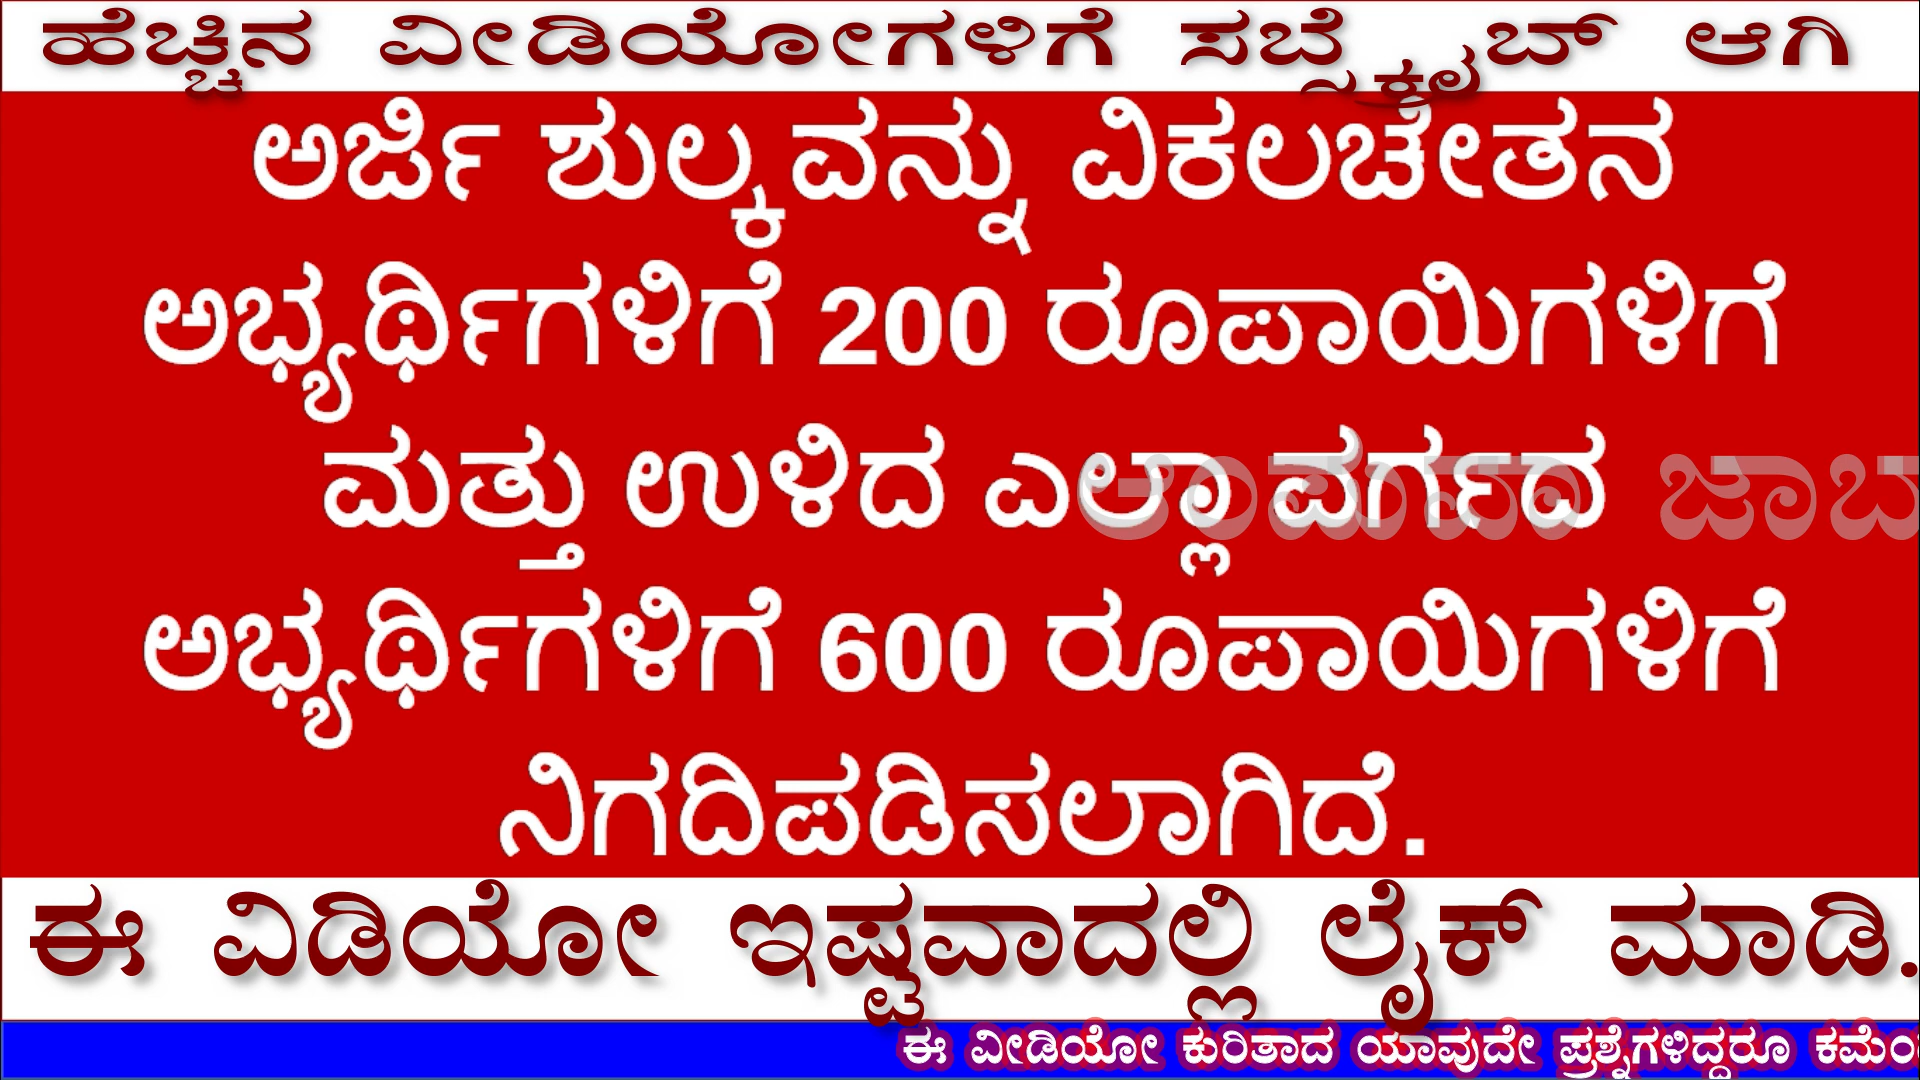 ಹೆಚ್ಚಿನ ವೀಡಿಯೋಗಳಿಗೆ ಸಬ್ಸ್ಕ್ರೈಬ್ ಆಗಿ
ಅರ್ಜಿ ಶುಲ್ಕವನ್ನು ವಿಕಲಚೇತನ
ಅಭ್ಯರ್ಥಿಗಳಿಗೆ 200 ರೂಪಾಯಿಗಳಿಗೆ
ಮತ್ತು ಉಳಿದ ಎಲ್ಲಾ ವರ್ಗದ
ಅಭ್ಯರ್ಥಿಗಳಿಗೆ 600 ರೂಪಾಯಿಗಳಿಗೆ
ನಿಗದಿಪಡಿಸಲಾಗಿದೆ.
ಈ ವಿಡಿಯೋ ಇಷ್ಟವಾದಲ್ಲಿ ಲೈಕ್ ಮಾಡಿ.
ಈ ವೀಡಿಯೋ ಕುರಿತಾದ ಯಾವುದೇ ಪ್ರಶ್ನೆಗಳಿದ್ದರೂ